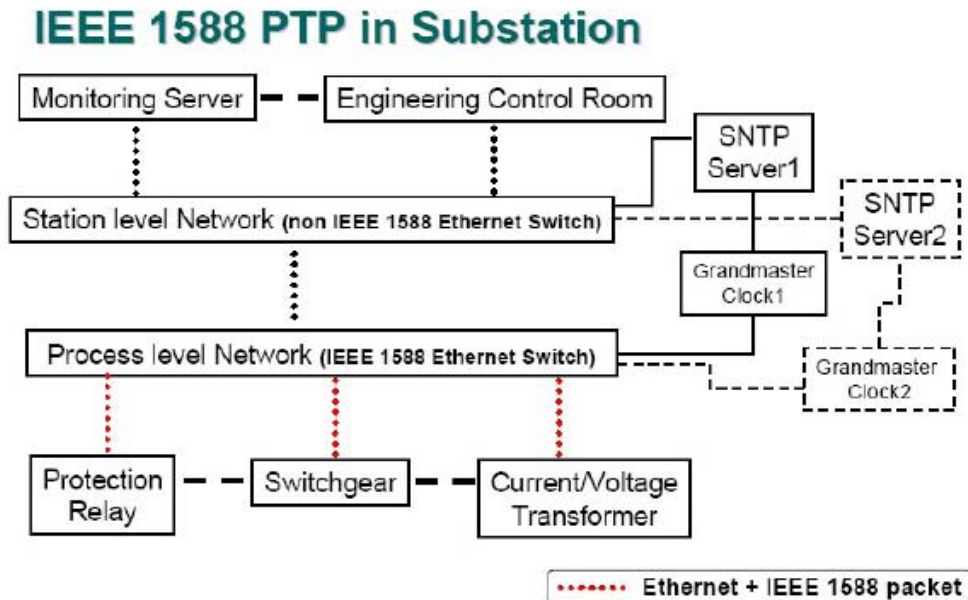 IEEE 1588 PTP in Substation
Monitoring Server
Engineering Control Room
SNTP
Server1
Station level Network (non IEEE 1588 Ethernet Switch)
SNTP
Server2
Grandmaster
Clock1
Process level Network (IEEE 1588 Ethernet Switch)
Grandmaster
Clock2
Protection
Relay
Switchgear
Current/Voltage
Transformer
Ethernet + IEEE 1588 packet